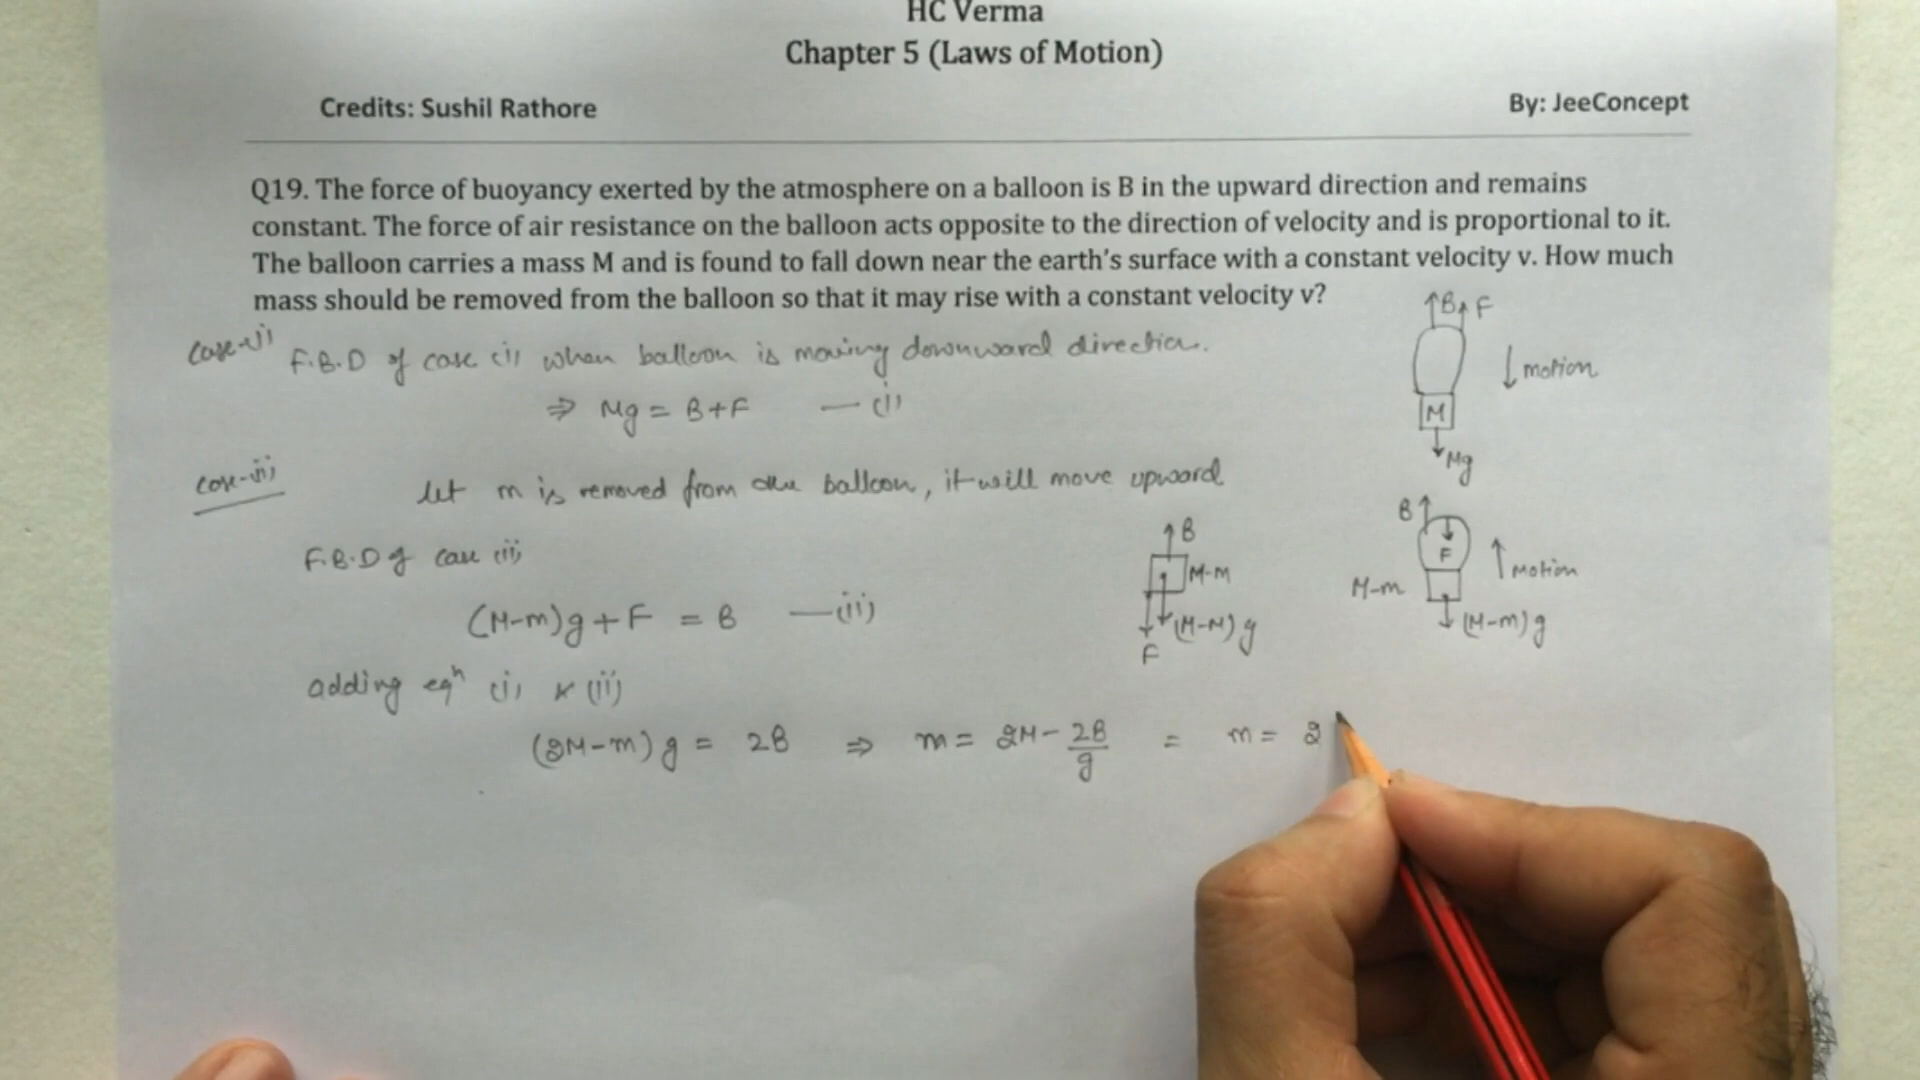 HC Verma
Chapter 5 (Laws of Motion)
Credits: Sushil Rathore
By: JeeConcept
Q19. The force of buoyancy exerted by the atmosphere on a balloon is B in the upward direction and remains
constant. The force of air resistance on the balloon acts opposite to the direction of velocity and is proportional to it.
The balloon carries a mass M and is found to fall down near the earth's surface with a constant velocity v. How much
mass should be removed from the balloon so that it may rise with a constant velocity v?
↑B↑ F
Case-(i) F.B.D of case (i) when balloon is moving downward direction.
↓ motion
M
⇒ Mg = B+F — (i)
Mg
case-(ii) let m is removed from the balloon, it will move upward
B F
↑ Motion
M-m
(M-m) g
↑B
M-m
(M-M) g
F
F.B.D of case (ii)
(M-m)g + F = B — (ii)
adding eqⁿ (i) & (ii)
(2M-m) g = 2B ⇒ m = 2M - 2B/g = m = 2